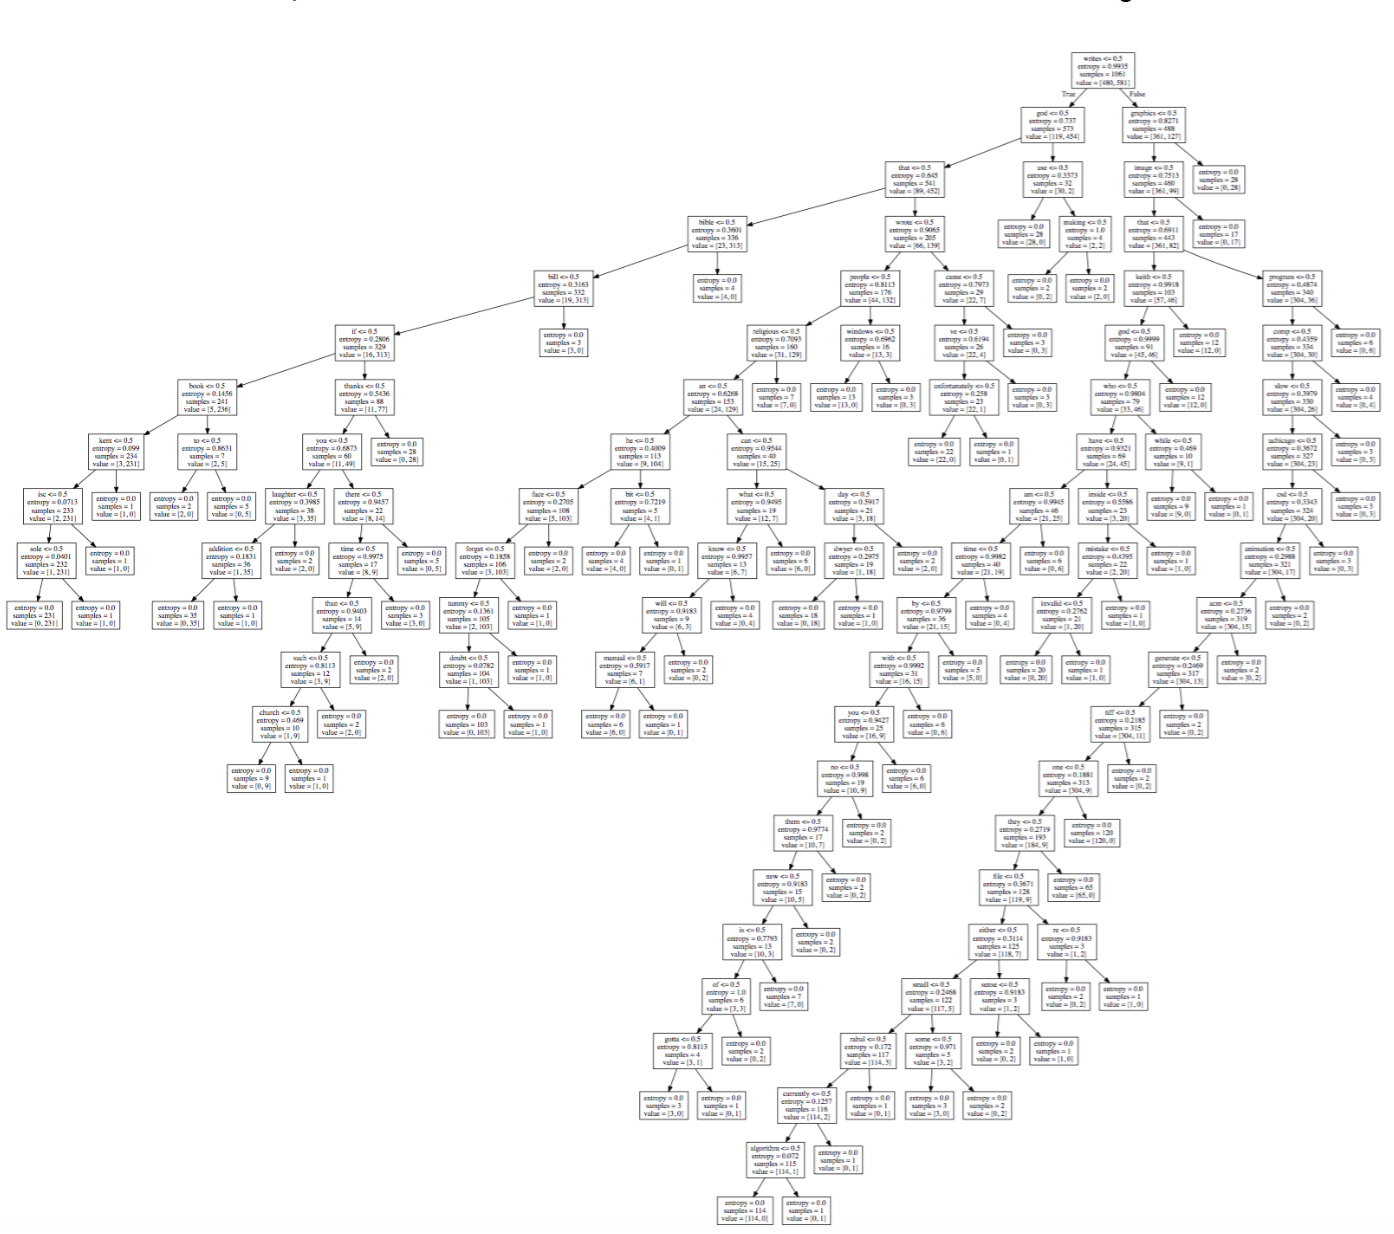 writes <= 0.5
entropy = 0.9935
samples = 1061
value = [480, 581]
True
False
god <= 0.5
entropy = 0.737
samples = 573
value = [119, 454]
graphics <= 0.5
entropy = 0.8271
samples = 488
value = [361, 127]
that <= 0.5
entropy = 0.645
samples = 541
value = [89, 452]
use <= 0.5
entropy = 0.3373
samples = 32
value = [30, 2]
image <= 0.5
entropy = 0.7513
samples = 460
value = [361, 99]
entropy = 0.0
samples = 28
value = [0, 28]
bible <= 0.5
entropy = 0.3601
samples = 336
value = [23, 313]
wrote <= 0.5
entropy = 0.9065
samples = 205
value = [66, 139]
entropy = 0.0
samples = 28
value = [28, 0]
making <= 0.5
entropy = 1.0
samples = 4
value = [2, 2]
that <= 0.5
entropy = 0.6911
samples = 443
value = [361, 82]
entropy = 0.0
samples = 17
value = [0, 17]
bill <= 0.5
entropy = 0.3163
samples = 332
value = [19, 313]
entropy = 0.0
samples = 4
value = [4, 0]
people <= 0.5
entropy = 0.8113
samples = 176
value = [44, 132]
came <= 0.5
entropy = 0.7973
samples = 29
value = [22, 7]
entropy = 0.0
samples = 2
value = [0, 2]
entropy = 0.0
samples = 2
value = [2, 0]
keith <= 0.5
entropy = 0.9918
samples = 103
value = [57, 46]
program <= 0.5
entropy = 0.4874
samples = 340
value = [304, 36]
if <= 0.5
entropy = 0.2806
samples = 329
value = [16, 313]
entropy = 0.0
samples = 3
value = [3, 0]
religious <= 0.5
entropy = 0.7093
samples = 160
value = [31, 129]
windows <= 0.5
entropy = 0.6962
samples = 16
value = [13, 3]
ve <= 0.5
entropy = 0.6194
samples = 26
value = [22, 4]
entropy = 0.0
samples = 3
value = [0, 3]
god <= 0.5
entropy = 0.9999
samples = 91
value = [45, 46]
entropy = 0.0
samples = 12
value = [12, 0]
comp <= 0.5
entropy = 0.4359
samples = 334
value = [304, 30]
entropy = 0.0
samples = 6
value = [0, 6]
book <= 0.5
entropy = 0.1456
samples = 241
value = [5, 236]
thanks <= 0.5
entropy = 0.5436
samples = 88
value = [11, 77]
an <= 0.5
entropy = 0.6268
samples = 153
value = [24, 129]
entropy = 0.0
samples = 7
value = [7, 0]
entropy = 0.0
samples = 13
value = [13, 0]
entropy = 0.0
samples = 3
value = [0, 3]
unfortunately <= 0.5
entropy = 0.258
samples = 23
value = [22, 1]
entropy = 0.0
samples = 3
value = [0, 3]
who <= 0.5
entropy = 0.9804
samples = 79
value = [33, 46]
entropy = 0.0
samples = 12
value = [12, 0]
slow <= 0.5
entropy = 0.3979
samples = 330
value = [304, 26]
entropy = 0.0
samples = 4
value = [0, 4]
kent <= 0.5
entropy = 0.099
samples = 234
value = [3, 231]
to <= 0.5
entropy = 0.8631
samples = 7
value = [2, 5]
you <= 0.5
entropy = 0.6873
samples = 60
value = [11, 49]
entropy = 0.0
samples = 28
value = [0, 28]
he <= 0.5
entropy = 0.4009
samples = 113
value = [9, 104]
can <= 0.5
entropy = 0.9544
samples = 40
value = [15, 25]
entropy = 0.0
samples = 22
value = [22, 0]
entropy = 0.0
samples = 1
value = [0, 1]
have <= 0.5
entropy = 0.9321
samples = 69
value = [24, 45]
while <= 0.5
entropy = 0.469
samples = 10
value = [9, 1]
uchicago <= 0.5
entropy = 0.3672
samples = 327
value = [304, 23]
entropy = 0.0
samples = 3
value = [0, 3]
isc <= 0.5
entropy = 0.0713
samples = 233
value = [2, 231]
entropy = 0.0
samples = 1
value = [1, 0]
entropy = 0.0
samples = 2
value = [2, 0]
entropy = 0.0
samples = 5
value = [0, 5]
laughter <= 0.5
entropy = 0.3985
samples = 38
value = [3, 35]
there <= 0.5
entropy = 0.9457
samples = 22
value = [8, 14]
face <= 0.5
entropy = 0.2705
samples = 108
value = [5, 103]
bit <= 0.5
entropy = 0.7219
samples = 5
value = [4, 1]
what <= 0.5
entropy = 0.9495
samples = 19
value = [12, 7]
day <= 0.5
entropy = 0.5917
samples = 21
value = [3, 18]
am <= 0.5
entropy = 0.9945
samples = 46
value = [21, 25]
inside <= 0.5
entropy = 0.5586
samples = 23
value = [3, 20]
entropy = 0.0
samples = 9
value = [9, 0]
entropy = 0.0
samples = 1
value = [0, 1]
csd <= 0.5
entropy = 0.3343
samples = 324
value = [304, 20]
entropy = 0.0
samples = 3
value = [0, 3]
sole <= 0.5
entropy = 0.0401
samples = 232
value = [1, 231]
entropy = 0.0
samples = 1
value = [1, 0]
addition <= 0.5
entropy = 0.1831
samples = 36
value = [1, 35]
entropy = 0.0
samples = 2
value = [2, 0]
time <= 0.5
entropy = 0.9975
samples = 17
value = [8, 9]
entropy = 0.0
samples = 5
value = [0, 5]
forget <= 0.5
entropy = 0.1858
samples = 106
value = [3, 103]
entropy = 0.0
samples = 2
value = [2, 0]
entropy = 0.0
samples = 4
value = [4, 0]
entropy = 0.0
samples = 1
value = [0, 1]
know <= 0.5
entropy = 0.9957
samples = 13
value = [6, 7]
entropy = 0.0
samples = 6
value = [6, 0]
dwyer <= 0.5
entropy = 0.2975
samples = 19
value = [1, 18]
entropy = 0.0
samples = 2
value = [2, 0]
time <= 0.5
entropy = 0.9982
samples = 40
value = [21, 19]
entropy = 0.0
samples = 6
value = [0, 6]
mistake <= 0.5
entropy = 0.4395
samples = 22
value = [2, 20]
entropy = 0.0
samples = 1
value = [1, 0]
animation <= 0.5
entropy = 0.2988
samples = 321
value = [304, 17]
entropy = 0.0
samples = 3
value = [0, 3]
entropy = 0.0
samples = 231
value = [0, 231]
entropy = 0.0
samples = 1
value = [1, 0]
entropy = 0.0
samples = 35
value = [0, 35]
entropy = 0.0
samples = 1
value = [1, 0]
than <= 0.5
entropy = 0.9403
samples = 14
value = [5, 9]
entropy = 0.0
samples = 3
value = [3, 0]
tammy <= 0.5
entropy = 0.1361
samples = 105
value = [2, 103]
entropy = 0.0
samples = 1
value = [1, 0]
will <= 0.5
entropy = 0.9183
samples = 9
value = [6, 3]
entropy = 0.0
samples = 4
value = [0, 4]
entropy = 0.0
samples = 18
value = [0, 18]
entropy = 0.0
samples = 1
value = [1, 0]
by <= 0.5
entropy = 0.9799
samples = 36
value = [21, 15]
entropy = 0.0
samples = 4
value = [0, 4]
invalid <= 0.5
entropy = 0.2762
samples = 21
value = [1, 20]
entropy = 0.0
samples = 1
value = [1, 0]
acm <= 0.5
entropy = 0.2736
samples = 319
value = [304, 15]
entropy = 0.0
samples = 2
value = [0, 2]
such <= 0.5
entropy = 0.8113
samples = 12
value = [3, 9]
entropy = 0.0
samples = 2
value = [2, 0]
doubt <= 0.5
entropy = 0.0782
samples = 104
value = [1, 103]
entropy = 0.0
samples = 1
value = [1, 0]
manual <= 0.5
entropy = 0.5917
samples = 7
value = [6, 1]
entropy = 0.0
samples = 2
value = [0, 2]
with <= 0.5
entropy = 0.9992
samples = 31
value = [16, 15]
entropy = 0.0
samples = 5
value = [5, 0]
entropy = 0.0
samples = 20
value = [0, 20]
entropy = 0.0
samples = 1
value = [1, 0]
generate <= 0.5
entropy = 0.2469
samples = 317
value = [304, 13]
entropy = 0.0
samples = 2
value = [0, 2]
church <= 0.5
entropy = 0.469
samples = 10
value = [1, 9]
entropy = 0.0
samples = 2
value = [2, 0]
entropy = 0.0
samples = 103
value = [0, 103]
entropy = 0.0
samples = 1
value = [1, 0]
entropy = 0.0
samples = 6
value = [6, 0]
entropy = 0.0
samples = 1
value = [0, 1]
you <= 0.5
entropy = 0.9427
samples = 25
value = [16, 9]
entropy = 0.0
samples = 6
value = [0, 6]
tiff <= 0.5
entropy = 0.2185
samples = 315
value = [304, 11]
entropy = 0.0
samples = 2
value = [0, 2]
entropy = 0.0
samples = 9
value = [0, 9]
entropy = 0.0
samples = 1
value = [1, 0]
no <= 0.5
entropy = 0.998
samples = 19
value = [10, 9]
entropy = 0.0
samples = 6
value = [6, 0]
one <= 0.5
entropy = 0.1881
samples = 313
value = [304, 9]
entropy = 0.0
samples = 2
value = [0, 2]
them <= 0.5
entropy = 0.9774
samples = 17
value = [10, 7]
entropy = 0.0
samples = 2
value = [0, 2]
they <= 0.5
entropy = 0.2719
samples = 193
value = [184, 9]
entropy = 0.0
samples = 120
value = [120, 0]
new <= 0.5
entropy = 0.9183
samples = 15
value = [10, 5]
entropy = 0.0
samples = 2
value = [0, 2]
file <= 0.5
entropy = 0.3671
samples = 128
value = [119, 9]
entropy = 0.0
samples = 65
value = [65, 0]
is <= 0.5
entropy = 0.7793
samples = 13
value = [10, 3]
entropy = 0.0
samples = 2
value = [0, 2]
either <= 0.5
entropy = 0.3114
samples = 125
value = [118, 7]
re <= 0.5
entropy = 0.9183
samples = 3
value = [1, 2]
of <= 0.5
entropy = 1.0
samples = 6
value = [3, 3]
entropy = 0.0
samples = 7
value = [7, 0]
small <= 0.5
entropy = 0.2468
samples = 122
value = [117, 5]
sense <= 0.5
entropy = 0.9183
samples = 3
value = [1, 2]
entropy = 0.0
samples = 2
value = [0, 2]
entropy = 0.0
samples = 1
value = [1, 0]
gotta <= 0.5
entropy = 0.8113
samples = 4
value = [3, 1]
entropy = 0.0
samples = 2
value = [0, 2]
rahul <= 0.5
entropy = 0.172
samples = 117
value = [114, 3]
some <= 0.5
entropy = 0.971
samples = 5
value = [3, 2]
entropy = 0.0
samples = 2
value = [0, 2]
entropy = 0.0
samples = 1
value = [1, 0]
entropy = 0.0
samples = 3
value = [3, 0]
entropy = 0.0
samples = 1
value = [0, 1]
currently <= 0.5
entropy = 0.1257
samples = 116
value = [114, 2]
entropy = 0.0
samples = 1
value = [0, 1]
entropy = 0.0
samples = 3
value = [3, 0]
entropy = 0.0
samples = 2
value = [0, 2]
algorithm <= 0.5
entropy = 0.072
samples = 115
value = [114, 1]
entropy = 0.0
samples = 1
value = [0, 1]
entropy = 0.0
samples = 114
value = [114, 0]
entropy = 0.0
samples = 1
value = [0, 1]